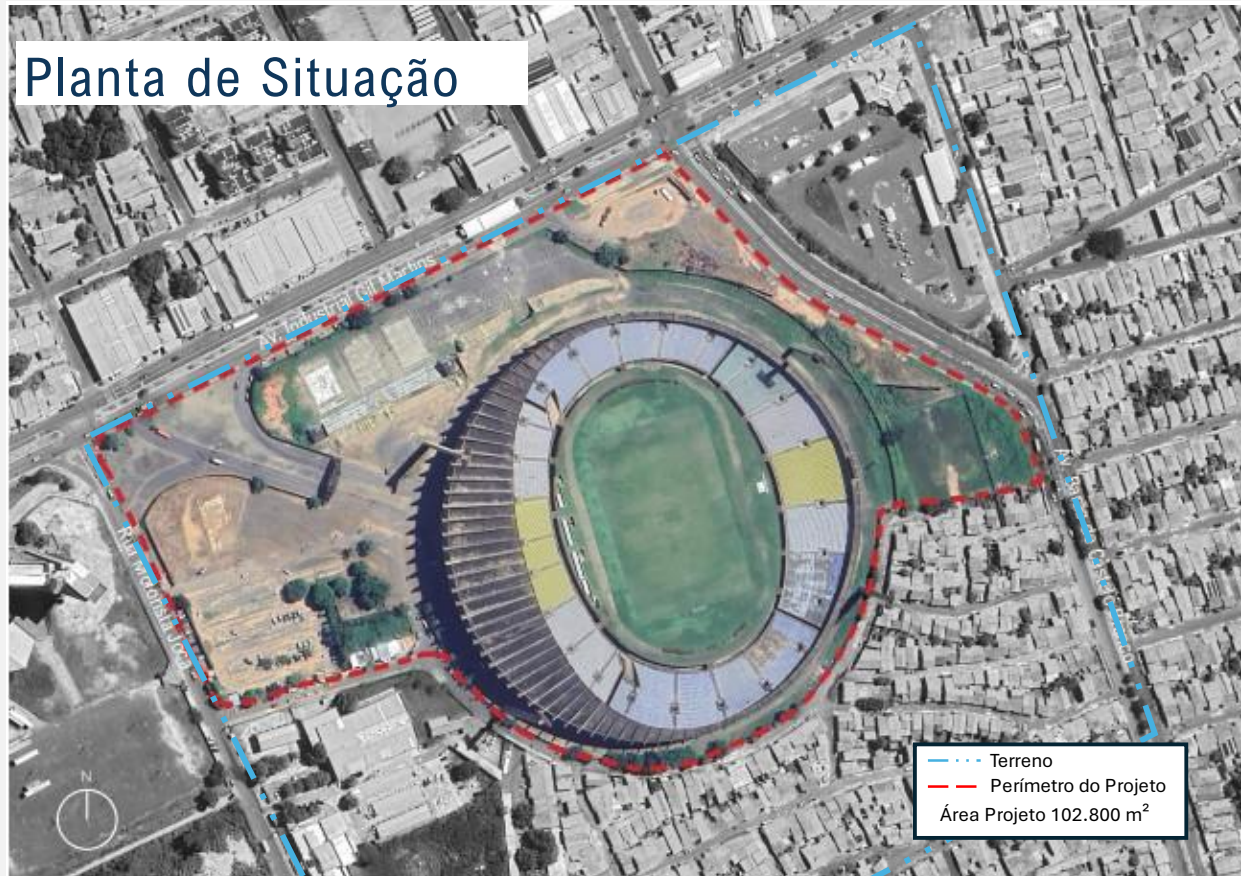 Planta de Situação
Av. Industrial Gil Martins
N
Terreno
Perímetro do Projeto
Área Projeto 102.800 m²